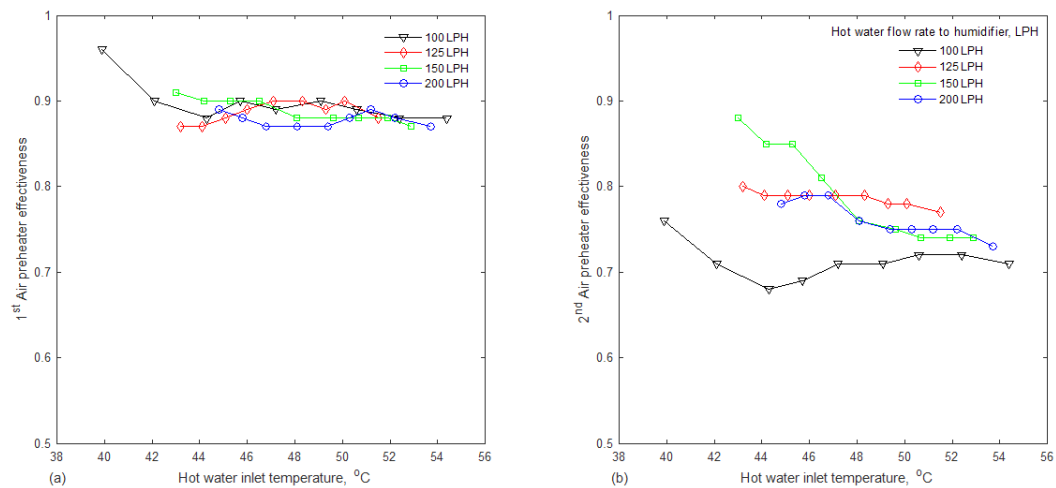 1
0.9
0.8
0.7
0.6
0.5
1st Air preheater effectiveness
100 LPH
125 LPH
150 LPH
200 LPH
38 40 42 44 46 48 50 52 54 56
(a) Hot water inlet temperature, °C
1
0.9
0.8
0.7
0.6
0.5
2nd Air preheater effectiveness
Hot water flow rate to humidifier, LPH
100 LPH
125 LPH
150 LPH
200 LPH
38 40 42 44 46 48 50 52 54 56
(b) Hot water inlet temperature, °C